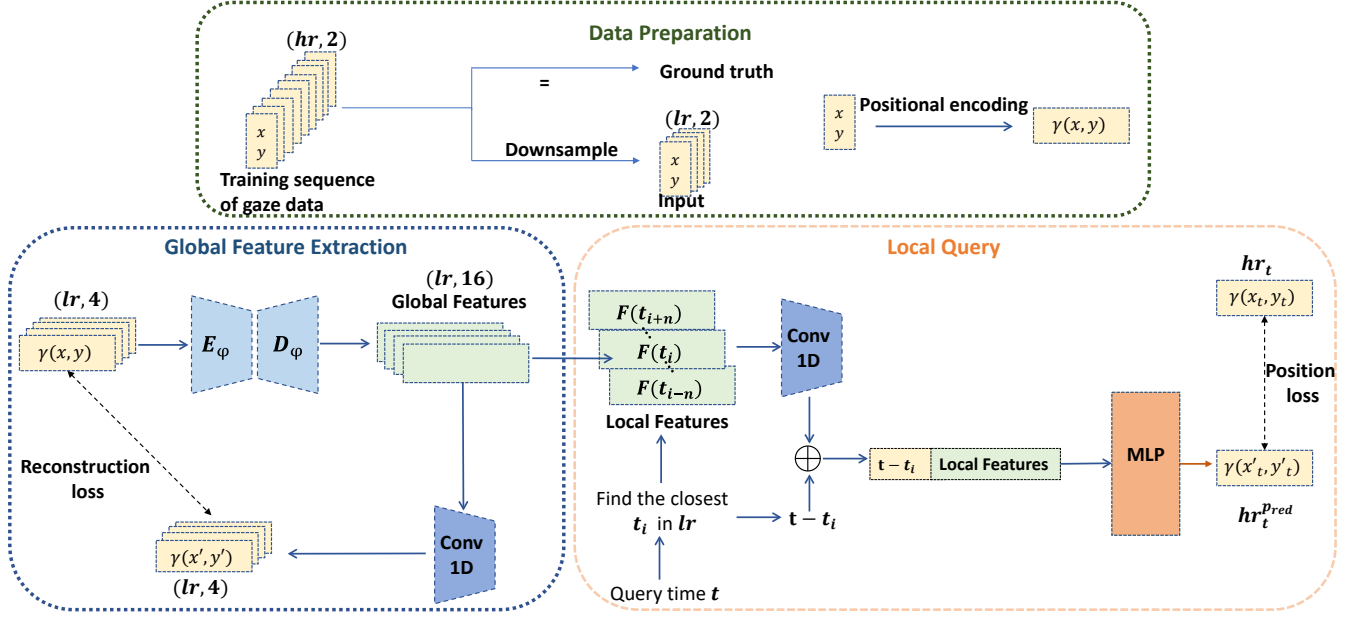 Data Preparation
(hr, 2)
x
y
Training sequence
of gaze data
=
Ground truth
Downsample
(lr, 2)
x
y
Input
x
y
Positional encoding
γ(x, y)
Global Feature Extraction
(lr, 4)
γ(x, y)
E_φ
D_φ
(lr, 16)
Global Features
Reconstruction
loss
γ(x′, y′)
(lr, 4)
Conv
1D
Local Query
F(t_{i+n})
F(t_i)
F(t_{i−n})
Local Features
Conv
1D
Find the closest
t_i in lr
Query time t
t − t_i
t − t_i
Local Features
MLP
hr_t
γ(x_t, y_t)
Position
loss
γ(x′_t, y′_t)
hr_t^{p_red}